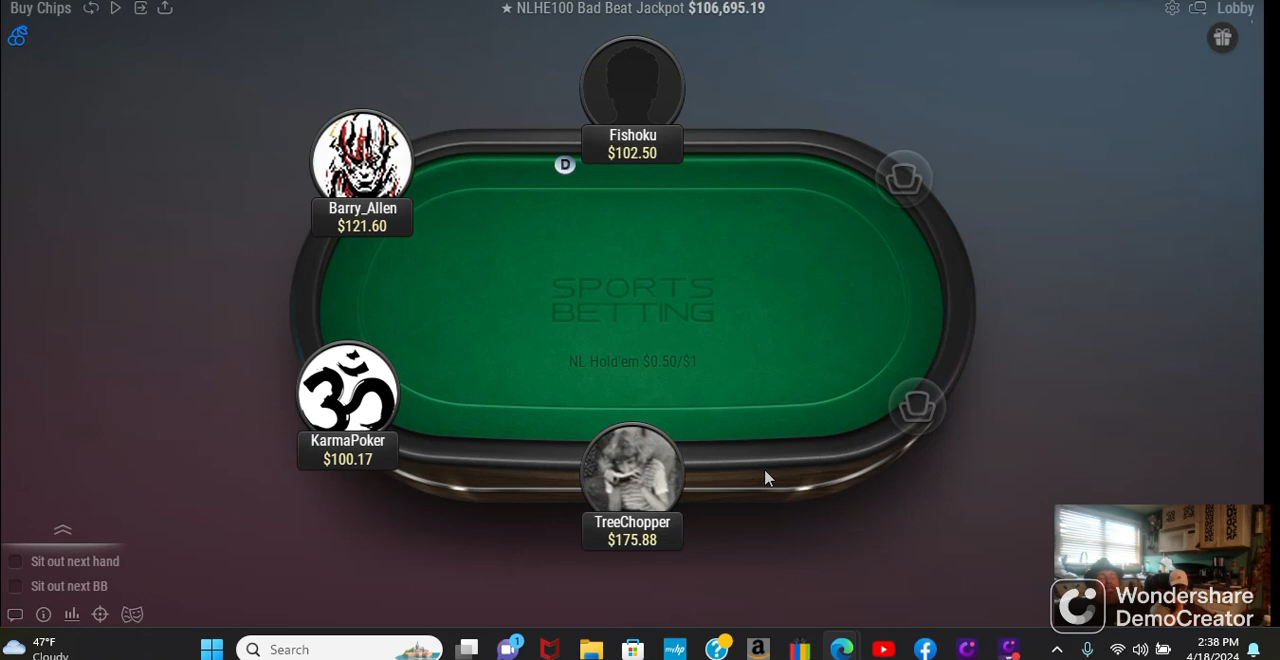 Buy Chips
★ NLHE100 Bad Beat Jackpot $106,695.19
Lobby
Fishoku
$102.50
D
Barry_Allen
$121.60
SPORTS
BETTING
NL Hold'em $0.50/$1
KarmaPoker
$100.17
TreeChopper
$175.88
Sit out next hand
Sit out next BB
Wondershare
DemoCreator
47°F
Cloudy
Search
1
myhp
2:38 PM
4/18/2024